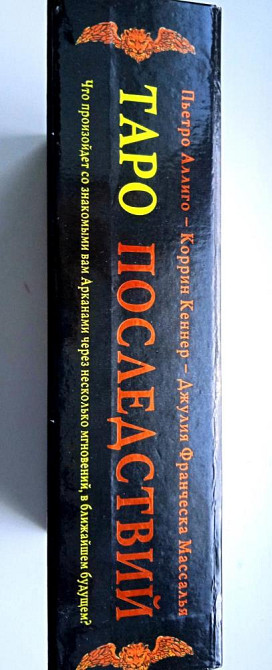 Пьетро Аллиго – Коррин Кеннер – Джулия Франческа Массалья
ТАРО ПОСЛЕДСТВИЙ
Что произойдет со знакомыми вам Арканами через несколько мгновений, в ближайшем будущем?